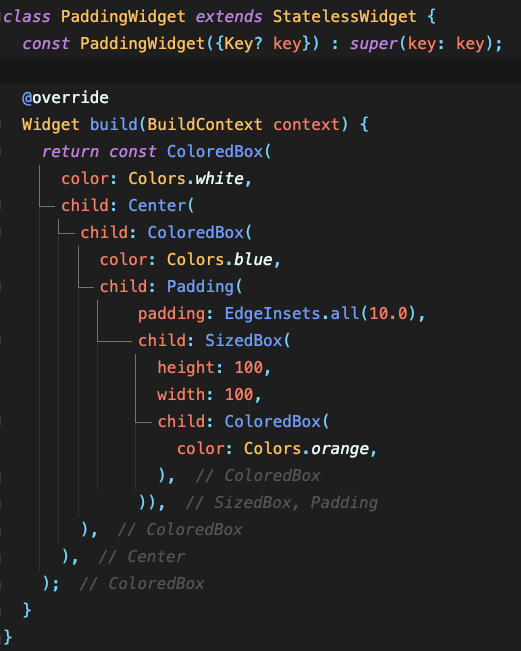 class PaddingWidget extends StatelessWidget {
  const PaddingWidget({Key? key}) : super(key: key);

  @override
  Widget build(BuildContext context) {
    return const ColoredBox(
      color: Colors.white,
      child: Center(
        child: ColoredBox(
          color: Colors.blue,
          child: Padding(
              padding: EdgeInsets.all(10.0),
              child: SizedBox(
                height: 100,
                width: 100,
                child: ColoredBox(
                  color: Colors.orange,
                ),  // ColoredBox
              )),  // SizedBox, Padding
        ),  // ColoredBox
      ),  // Center
    );  // ColoredBox
  }
}